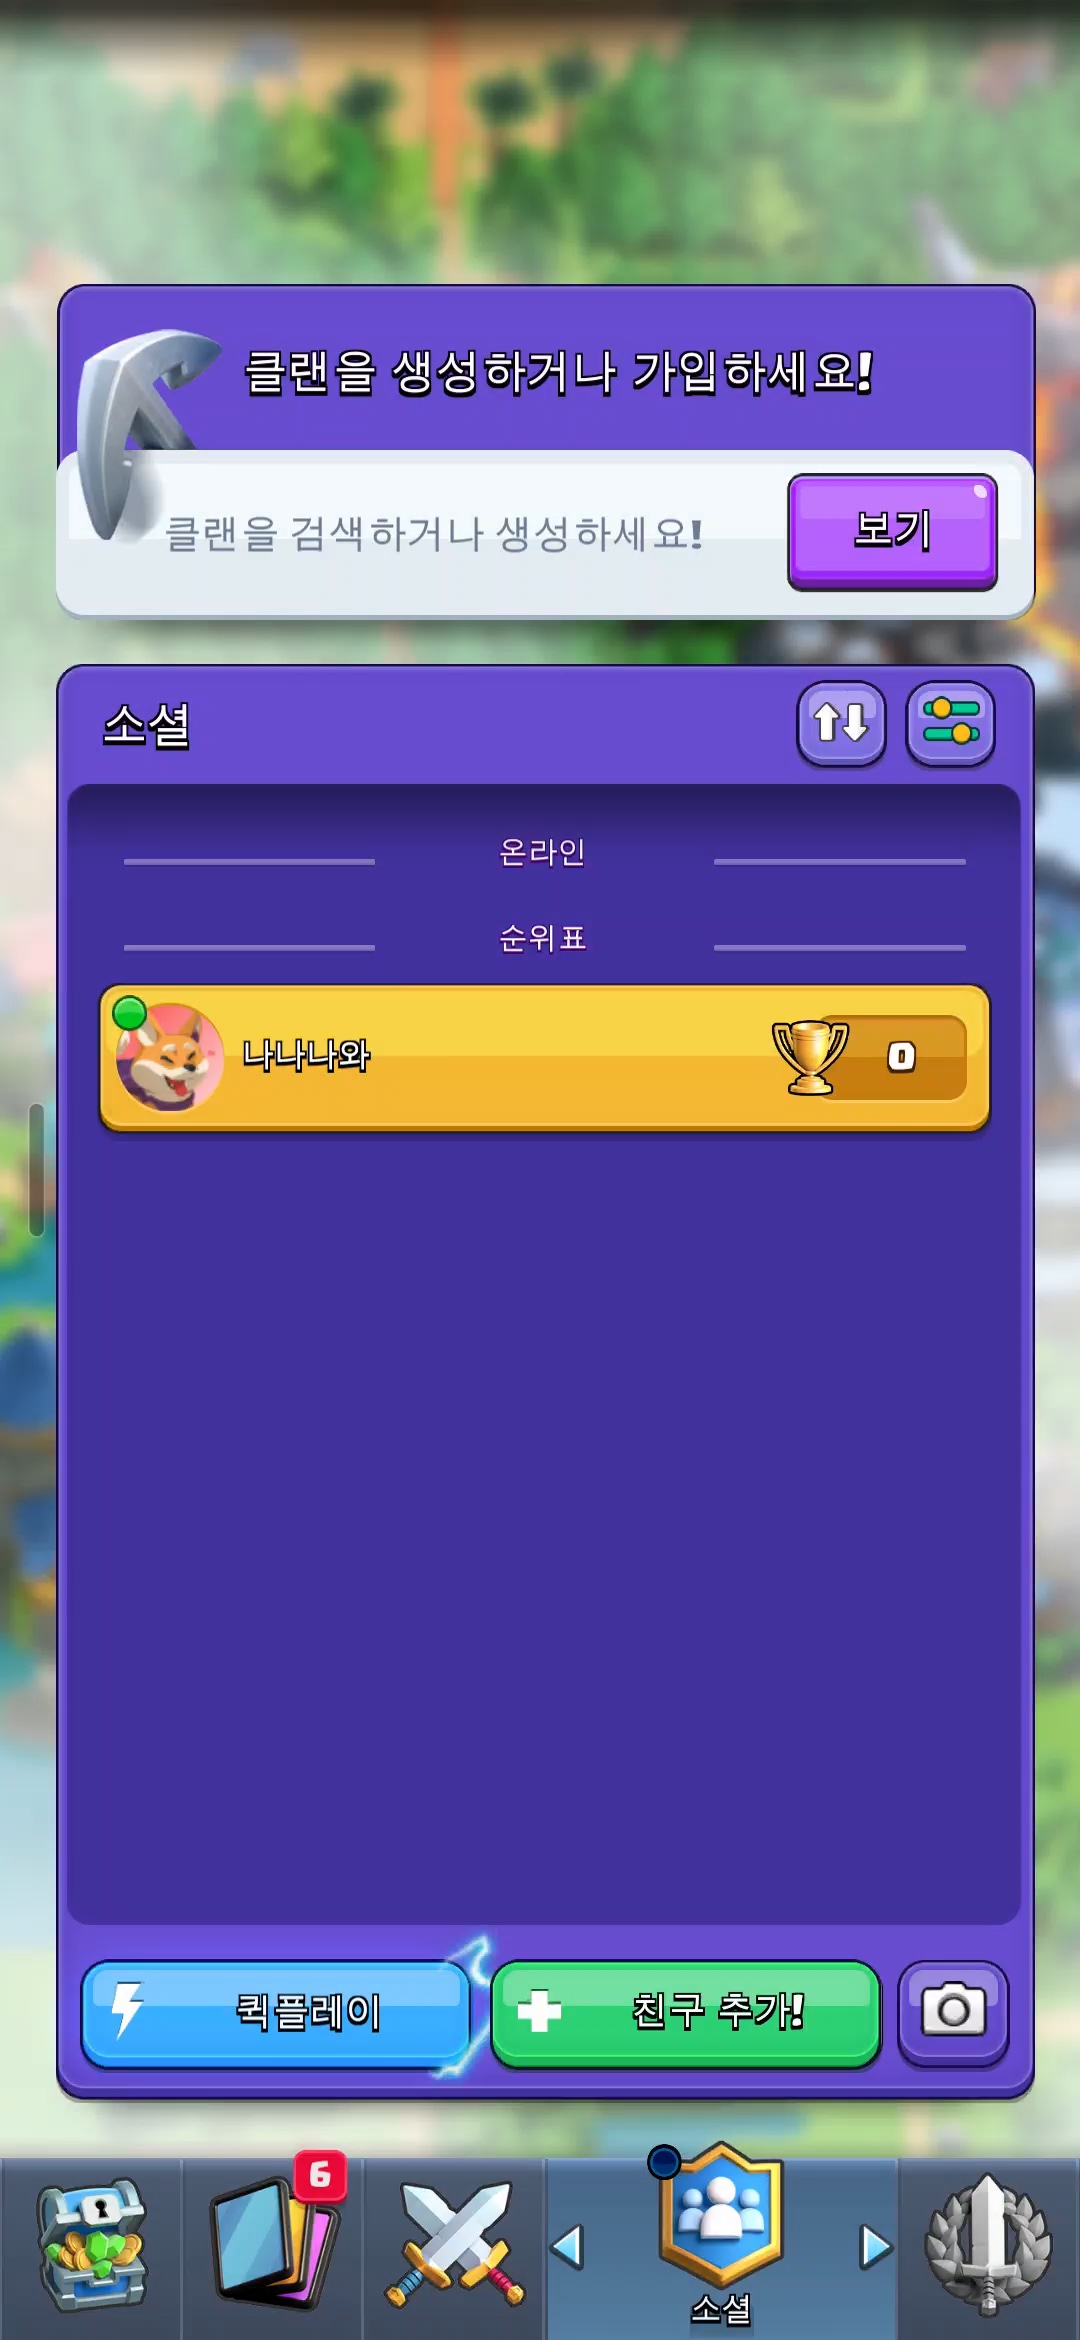 클랜을 생성하거나 가입하세요!
클랜을 검색하거나 생성하세요!
보기
소셜
온라인
순위표
나나나와
0
퀵플레이
친구 추가!
6
소셜